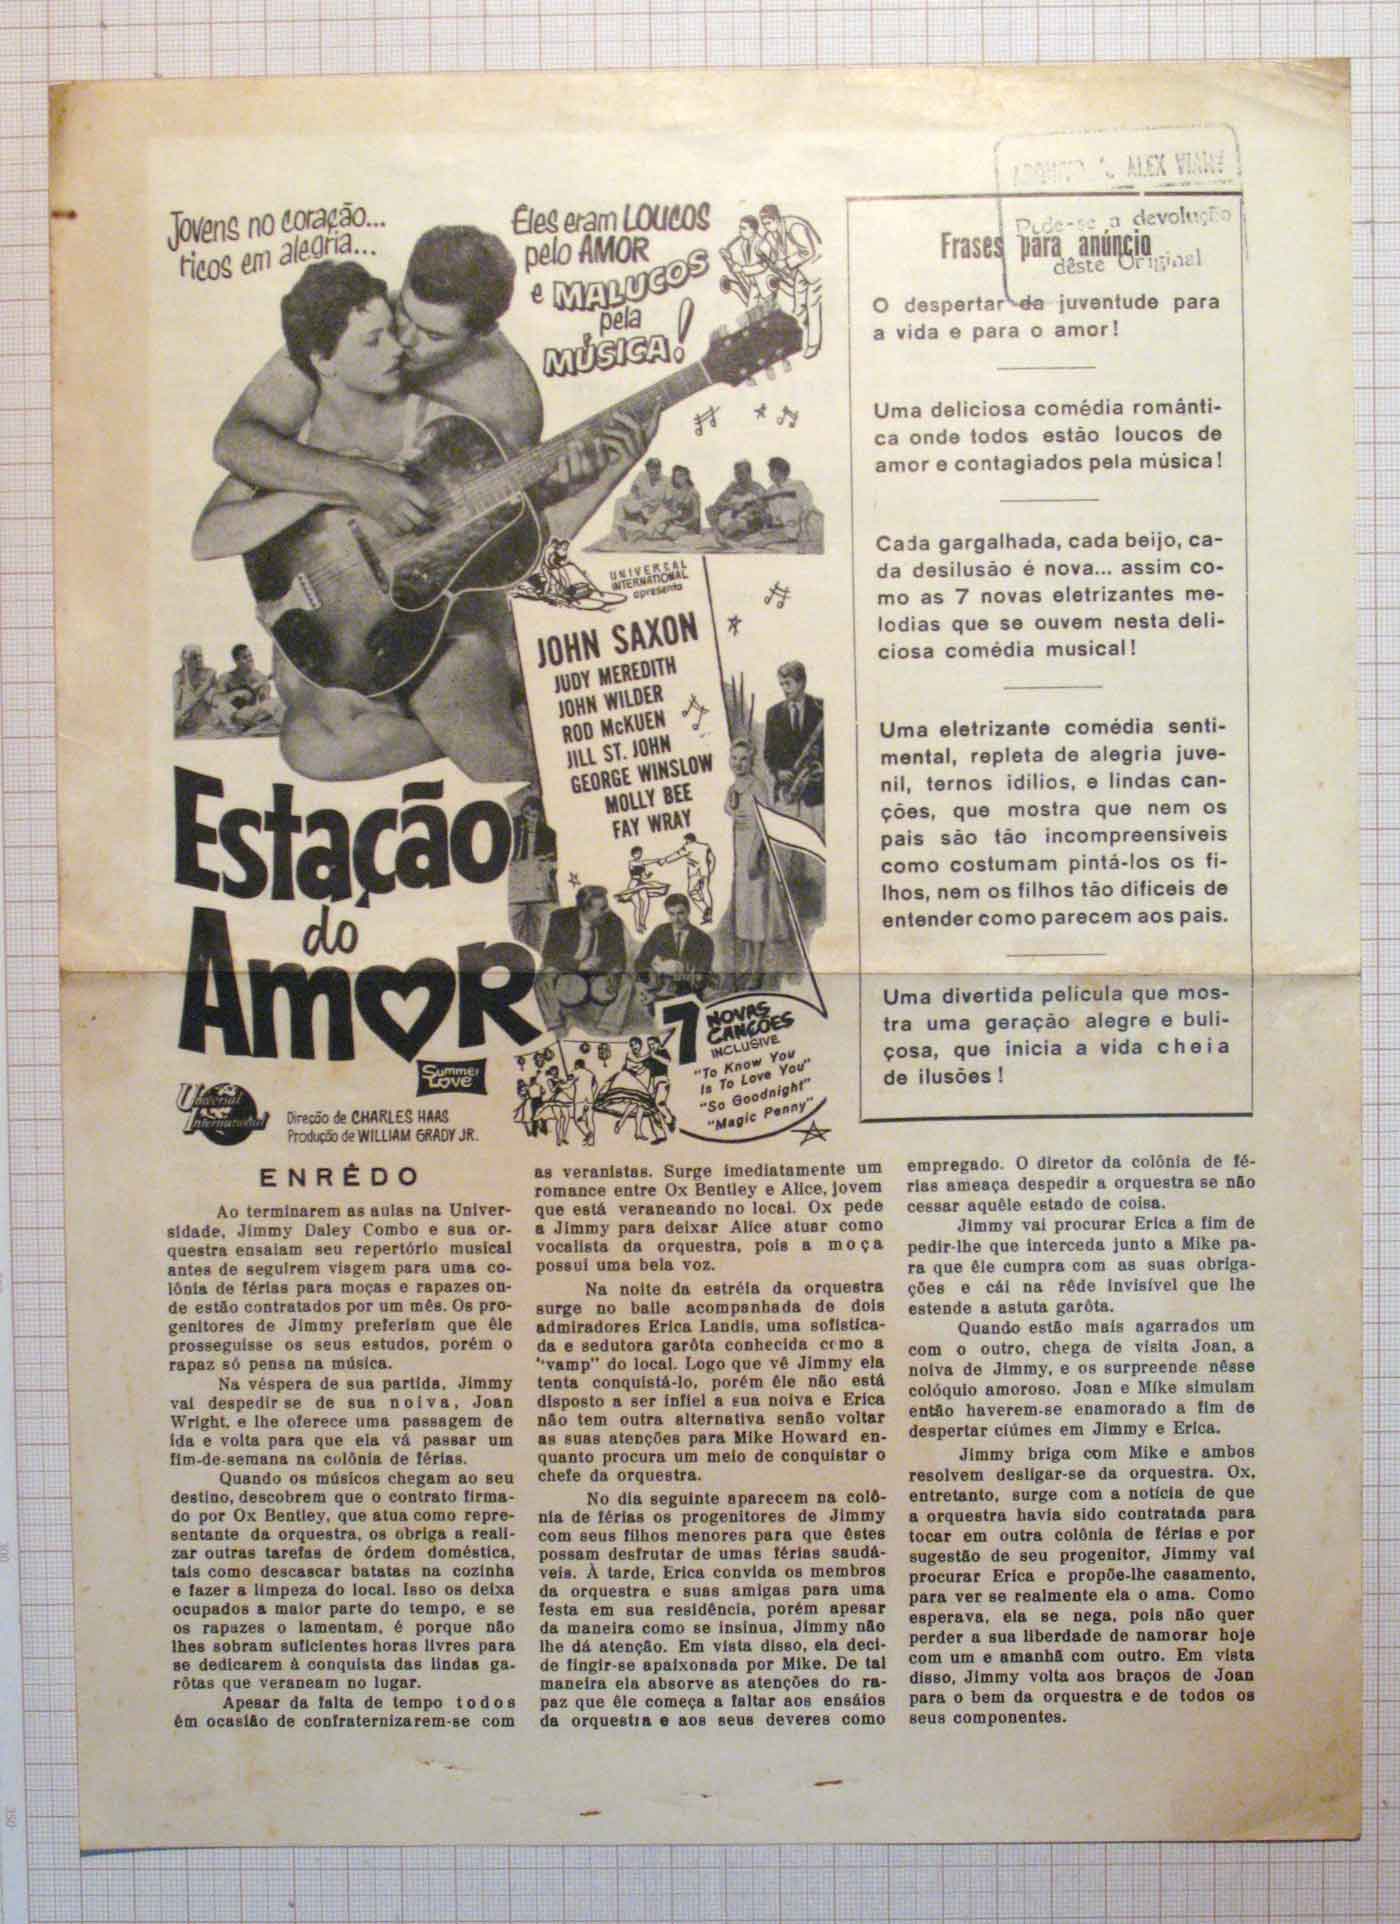 Jovens no coração...
ricos em alegria...
Eles eram LOUCOS
pelo AMOR
e MALUCOS
pela
MÚSICA!
UNIVERSAL
INTERNATIONAL
apresenta
JOHN SAXON
JUDY MEREDITH
JOHN WILDER
ROD McKUEN
JILL ST. JOHN
GEORGE WINSLOW
MOLLY BEE
FAY WRAY
Estação
do
Amor
Summer
Love
7 NOVAS
CANÇÕES
INCLUSIVE
"To Know You
Is To Love You"
"So Goodnight"
"Magic Penny"
Universal
International
Direção de CHARLES HAAS
Produção de WILLIAM GRADY JR.
ALEX VIANY
Pede-se a devolução
dêste Original
Frases para anúncio
O despertar da juventude para
a vida e para o amor!
Uma deliciosa comédia românti-
ca onde todos estão loucos de
amor e contagiados pela música!
Cada gargalhada, cada beijo, ca-
da desilusão é nova... assim co-
mo as 7 novas eletrizantes me-
lodias que se ouvem nesta deli-
ciosa comédia musical!
Uma eletrizante comédia senti-
mental, repleta de alegria juve-
nil, ternos idilios, e lindas can-
ções, que mostra que nem os
pais são tão incompreensíveis
como costumam pintá-los os fi-
lhos, nem os filhos tão dificeis de
entender como parecem aos pais.
Uma divertida película que mos-
tra uma geração alegre e buli-
çosa, que inicia a vida cheia
de ilusões!
ENRÊDO
Ao terminarem as aulas na Univer-
sidade, Jimmy Daley Combo e sua or-
questra ensaiam seu repertório musical
antes de seguirem viagem para uma co-
lônia de férias para moças e rapazes on-
de estão contratados por um mês. Os pro-
genitores de Jimmy preferiam que êle
prosseguisse os seus estudos, porém o
rapaz só pensa na música.
Na véspera de sua partida, Jimmy
vai despedir se de sua noiva, Joan
Wright, e lhe oferece uma passagem de
ida e volta para que ela vá passar um
fim-de-semana na colônia de férias.
Quando os músicos chegam ao seu
destino, descobrem que o contrato firma-
do por Ox Bentley, que atua como repre-
sentante da orquestra, os obriga a reali-
zar outras tarefas de órdem doméstica,
tais como descascar batatas na cozinha
e fazer a limpeza do local. Isso os deixa
ocupados a maior parte do tempo, e se
os rapazes o lamentam, é porque não
lhes sobram suficientes horas livres para
se dedicarem à conquista das lindas ga-
rôtas que veraneam no lugar.
Apesar da falta de tempo todos
êm ocasião de confraternizarem-se com
as veranistas. Surge imediatamente um
romance entre Ox Bentley e Alice, jovem
que está veraneando no local. Ox pede
a Jimmy para deixar Alice atuar como
vocalista da orquestra, pois a moça
possui uma bela voz.
Na noite da estréia da orquestra
surge no baile acompanhada de dois
admiradores Erica Landis, uma sofistica-
da e sedutora garôta conhecida como a
"vamp" do local. Logo que vê Jimmy ela
tenta conquistá-lo, porém êle não está
disposto a ser infiel a sua noiva e Erica
não tem outra alternativa senão voltar
as suas atenções para Mike Howard en-
quanto procura um meio de conquistar o
chefe da orquestra.
No dia seguinte aparecem na colô-
nia de férias os progenitores de Jimmy
com seus filhos menores para que êstes
possam desfrutar de umas férias saudá-
veis. À tarde, Erica convida os membros
da orquestra e suas amigas para uma
festa em sua residência, porém apesar
da maneira como se insinua, Jimmy não
lhe dá atenção. Em vista disso, ela deci-
de fingir-se apaixonada por Mike. De tal
maneira ela absorve as atenções do ra-
paz que êle começa a faltar aos ensáios
da orquestra e aos seus deveres como
empregado. O diretor da colônia de fé-
rias ameaça despedir a orquestra se não
cessar aquêle estado de coisa.
Jimmy vai procurar Erica a fim de
pedir-lhe que interceda junto a Mike pa-
ra que êle cumpra com as suas obriga-
ções e cái na rêde invisível que lhe
estende a astuta garôta.
Quando estão mais agarrados um
com o outro, chega de visita Joan, a
noiva de Jimmy, e os surpreende nêsse
colóquio amoroso. Joan e Mike simulam
então haverem-se enamorado a fim de
despertar ciúmes em Jimmy e Erica.
Jimmy briga com Mike e ambos
resolvem desligar-se da orquestra. Ox,
entretanto, surge com a notícia de que
a orquestra havia sido contratada para
tocar em outra colônia de férias e por
sugestão de seu progenitor, Jimmy vai
procurar Erica e propõe-lhe casamento,
para ver se realmente ela o ama. Como
esperava, ela se nega, pois não quer
perder a sua liberdade de namorar hoje
com um e amanhã com outro. Em vista
disso, Jimmy volta aos braços de Joan
para o bem da orquestra e de todos os
seus componentes.